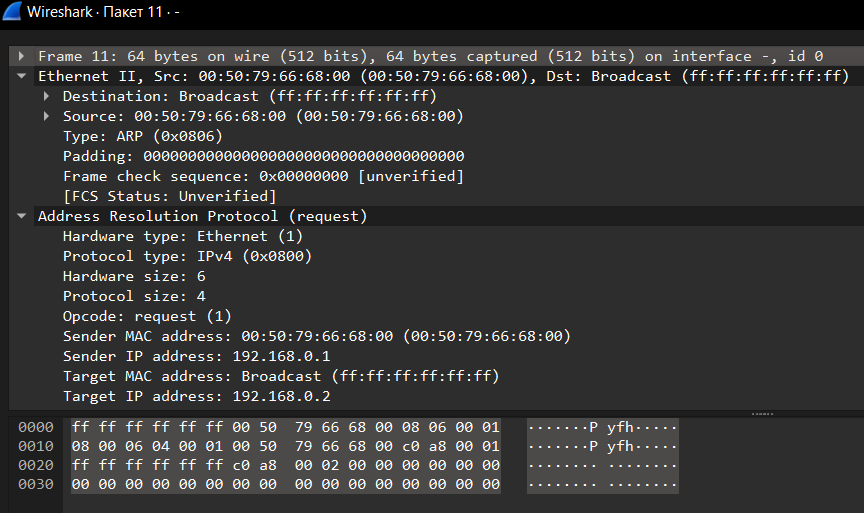 Wireshark · Пакет 11 · -
Frame 11: 64 bytes on wire (512 bits), 64 bytes captured (512 bits) on interface -, id 0
Ethernet II, Src: 00:50:79:66:68:00 (00:50:79:66:68:00), Dst: Broadcast (ff:ff:ff:ff:ff:ff)
Destination: Broadcast (ff:ff:ff:ff:ff:ff)
Source: 00:50:79:66:68:00 (00:50:79:66:68:00)
Type: ARP (0x0806)
Padding: 000000000000000000000000000000000000
Frame check sequence: 0x00000000 [unverified]
[FCS Status: Unverified]
Address Resolution Protocol (request)
Hardware type: Ethernet (1)
Protocol type: IPv4 (0x0800)
Hardware size: 6
Protocol size: 4
Opcode: request (1)
Sender MAC address: 00:50:79:66:68:00 (00:50:79:66:68:00)
Sender IP address: 192.168.0.1
Target MAC address: Broadcast (ff:ff:ff:ff:ff:ff)
Target IP address: 192.168.0.2
0000 ff ff ff ff ff ff 00 50 79 66 68 00 08 06 00 01 ·······P yfh·····
0010 08 00 06 04 00 01 00 50 79 66 68 00 c0 a8 00 01 ·······P yfh·····
0020 ff ff ff ff ff ff c0 a8 00 02 00 00 00 00 00 00 ········ ········
0030 00 00 00 00 00 00 00 00 00 00 00 00 00 00 00 00 ········ ········